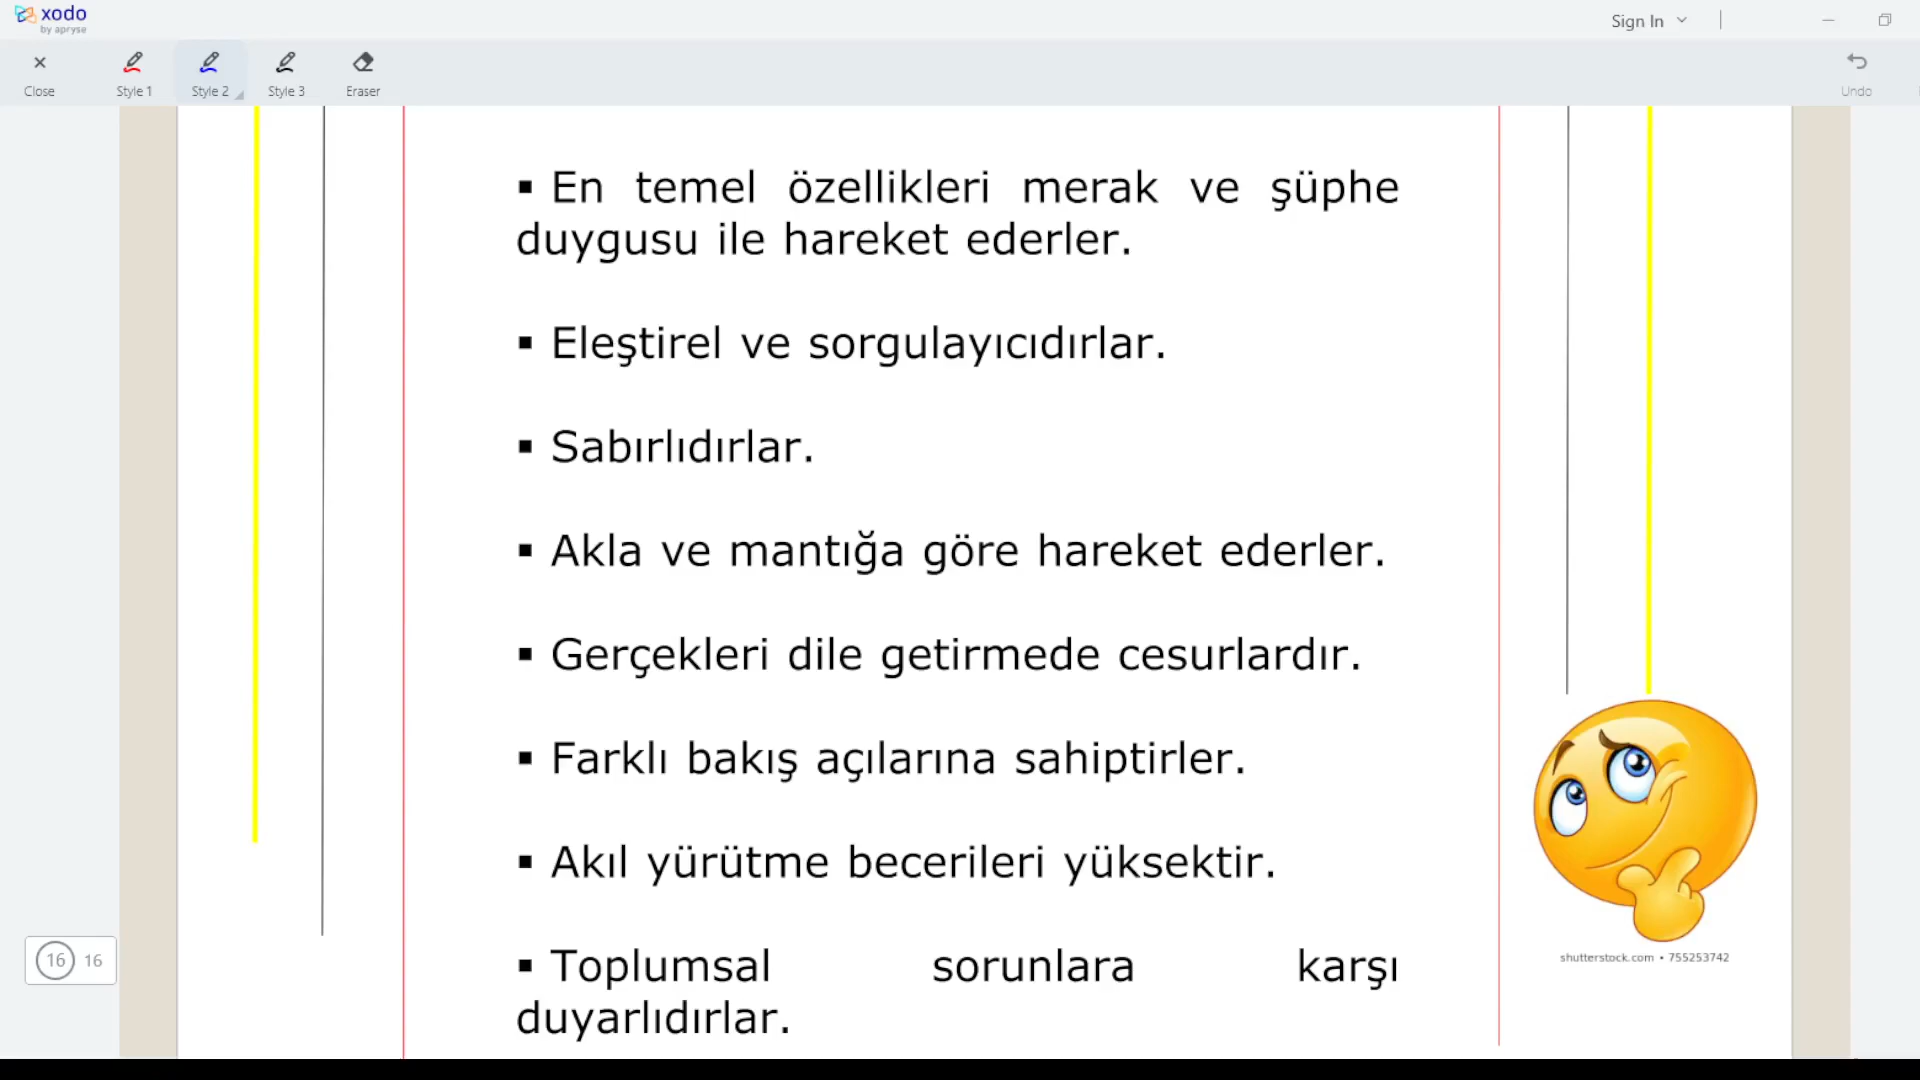 xodo
by apryse
Sign In
Close
Style 1
Style 2
Style 3
Eraser
Undo
▪ En temel özellikleri merak ve şüphe
duygusu ile hareket ederler.
▪ Eleştirel ve sorgulayıcıdırlar.
▪ Sabırlıdırlar.
▪ Akla ve mantığa göre hareket ederler.
▪ Gerçekleri dile getirmede cesurlardır.
▪ Farklı bakış açılarına sahiptirler.
▪ Akıl yürütme becerileri yüksektir.
▪ Toplumsal sorunlara karşı
duyarlıdırlar.
shutterstock.com • 755253742
16 16